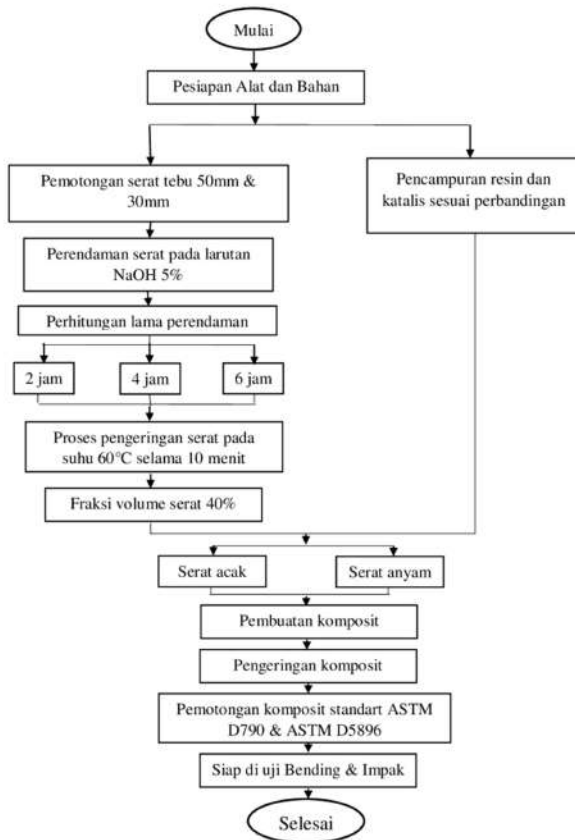 Mulai
Pesiapan Alat dan Bahan
Pemotongan serat tebu 50mm &
30mm
Pencampuran resin dan
katalis sesuai perbandingan
Perendaman serat pada larutan
NaOH 5%
Perhitungan lama perendaman
2 jam
4 jam
6 jam
Proses pengeringan serat pada
suhu 60°C selama 10 menit
Fraksi volume serat 40%
Serat acak
Serat anyam
Pembuatan komposit
Pengeringan komposit
Pemotongan komposit standart ASTM
D790 & ASTM D5896
Siap di uji Bending & Impak
Selesai